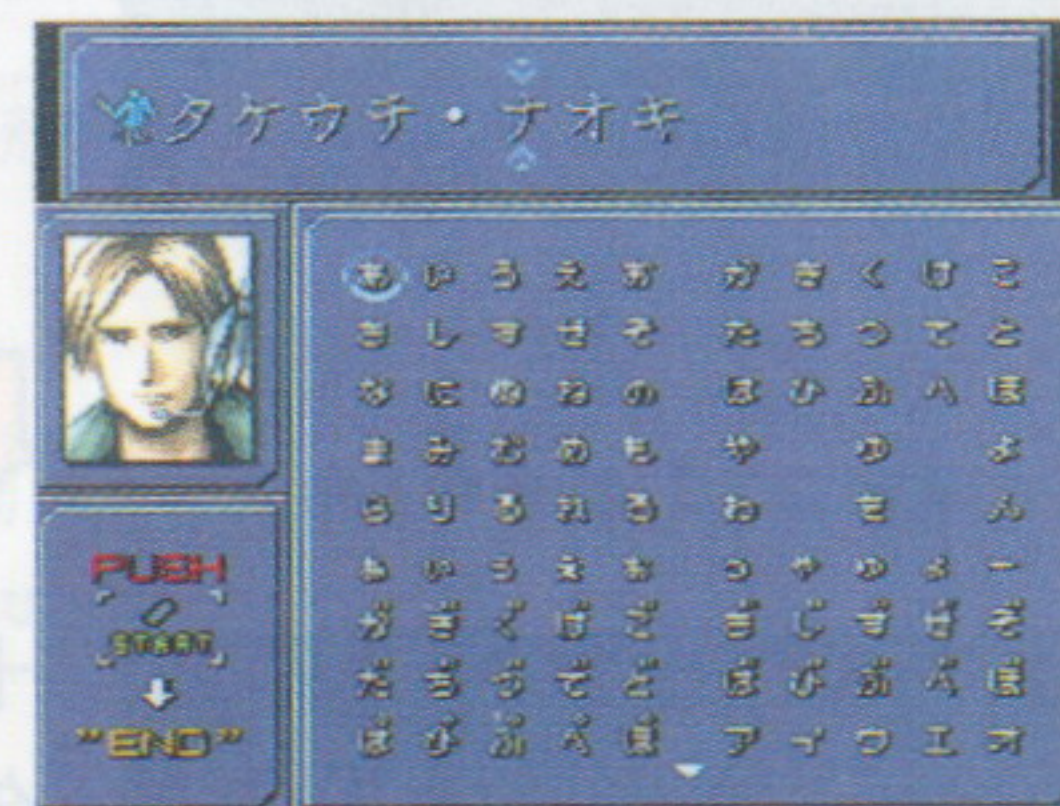 タケウチ・ナオキ
あいうえお かきくけこ
さしすせそ たちつてと
なにぬねの はひふへほ
まみむめも や ゆ よ
らりるれろ わ を ん
ぁぃぅぇぉ っゃゅょー
がぎぐげご ざじずぜぞ
だぢづでど ばびぶべぼ
ぱぴぷぺぽ アイウエオ
PUSH
START
"END"